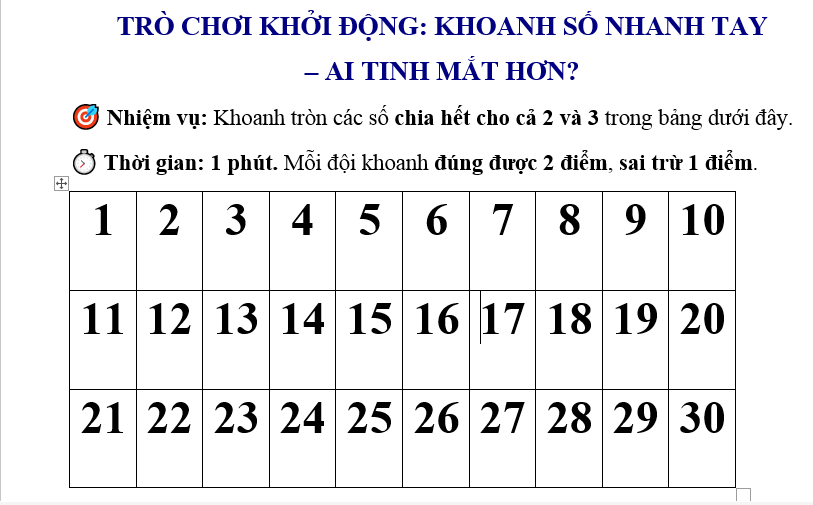 TRÒ CHƠI KHỞI ĐỘNG: KHOANH SỐ NHANH TAY
– AI TINH MẮT HƠN?
Nhiệm vụ: Khoanh tròn các số chia hết cho cả 2 và 3 trong bảng dưới đây.
Thời gian: 1 phút. Mỗi đội khoanh đúng được 2 điểm, sai trừ 1 điểm.
1 2 3 4 5 6 7 8 9 10
11 12 13 14 15 16 17 18 19 20
21 22 23 24 25 26 27 28 29 30